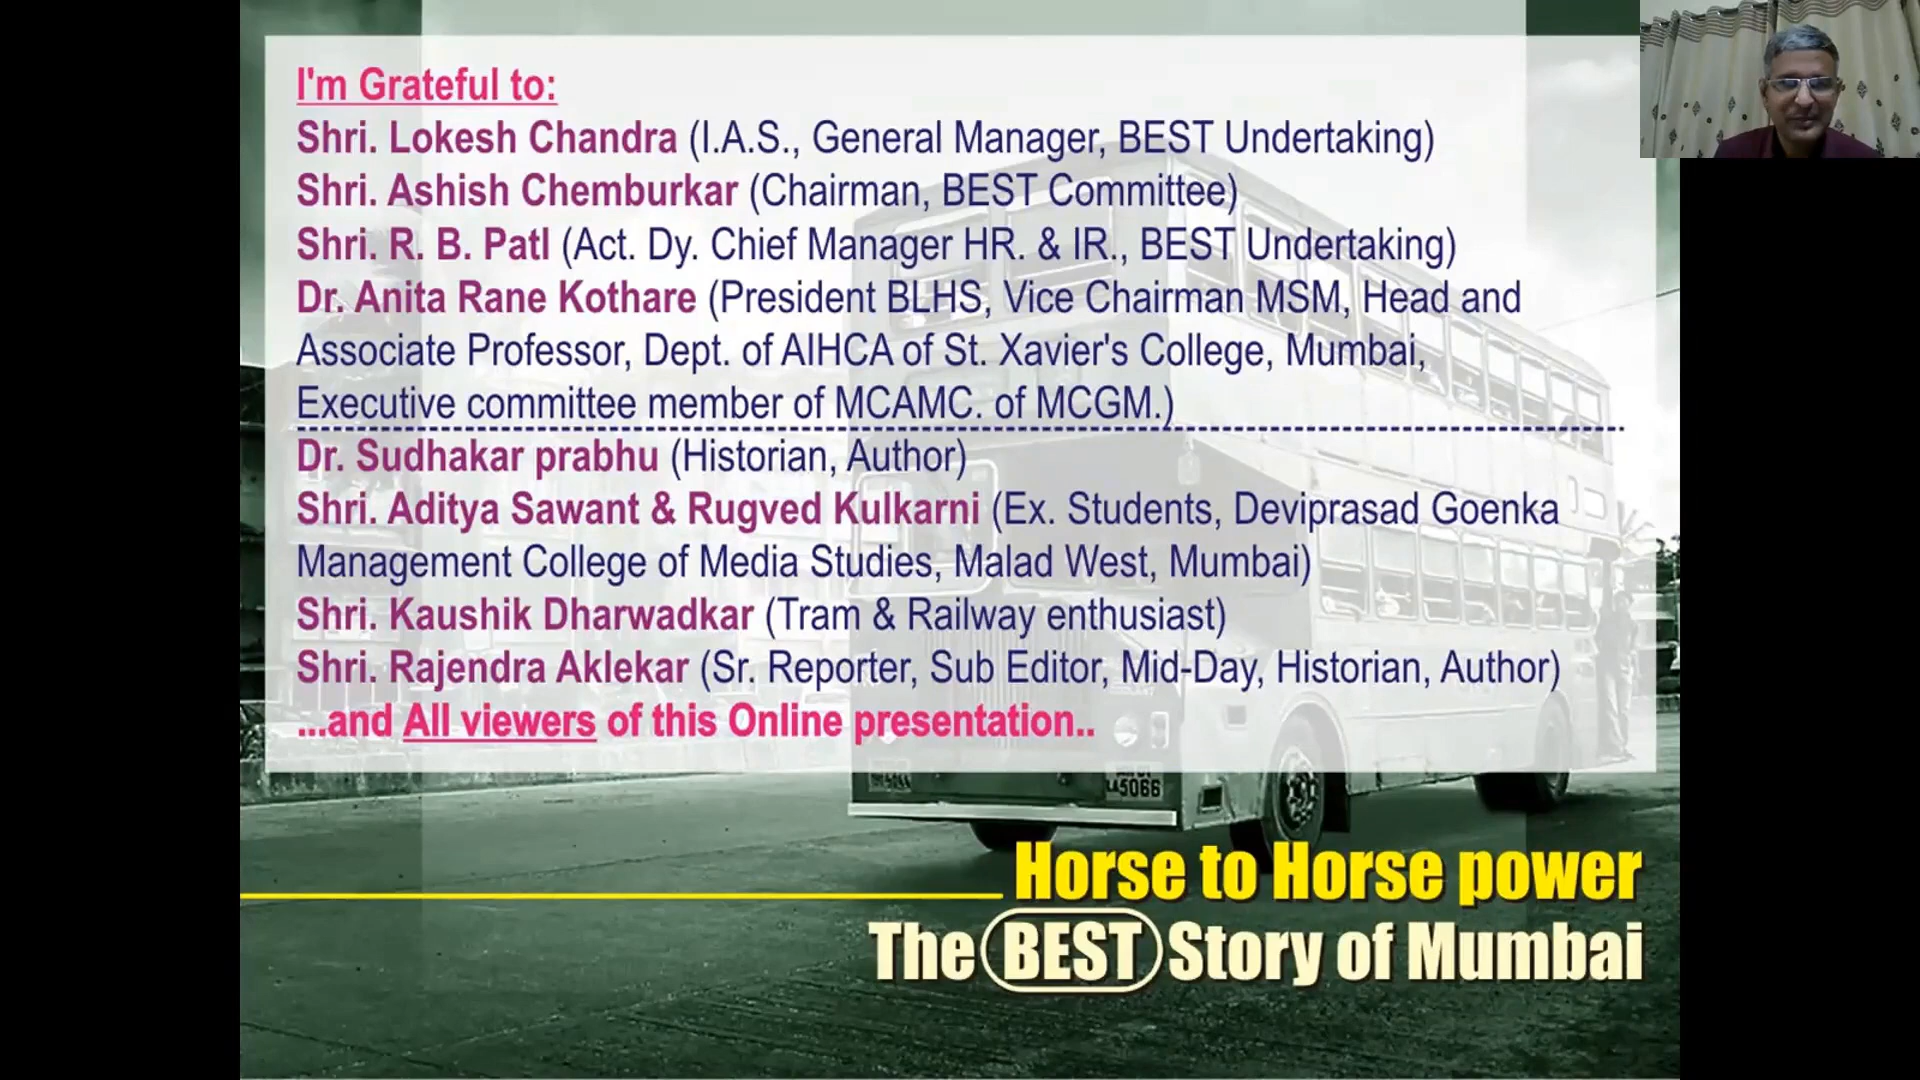 I'm Grateful to:
Shri. Lokesh Chandra (I.A.S., General Manager, BEST Undertaking)
Shri. Ashish Chemburkar (Chairman, BEST Committee)
Shri. R. B. Patl (Act. Dy. Chief Manager HR. & IR., BEST Undertaking)
Dr. Anita Rane Kothare (President BLHS, Vice Chairman MSM, Head and
Associate Professor, Dept. of AIHCA of St. Xavier's College, Mumbai,
Executive committee member of MCAMC. of MCGM.)
Dr. Sudhakar prabhu (Historian, Author)
Shri. Aditya Sawant & Rugved Kulkarni (Ex. Students, Deviprasad Goenka
Management College of Media Studies, Malad West, Mumbai)
Shri. Kaushik Dharwadkar (Tram & Railway enthusiast)
Shri. Rajendra Aklekar (Sr. Reporter, Sub Editor, Mid-Day, Historian, Author)
...and All viewers of this Online presentation..
5066
Horse to Horse power
The BEST Story of Mumbai